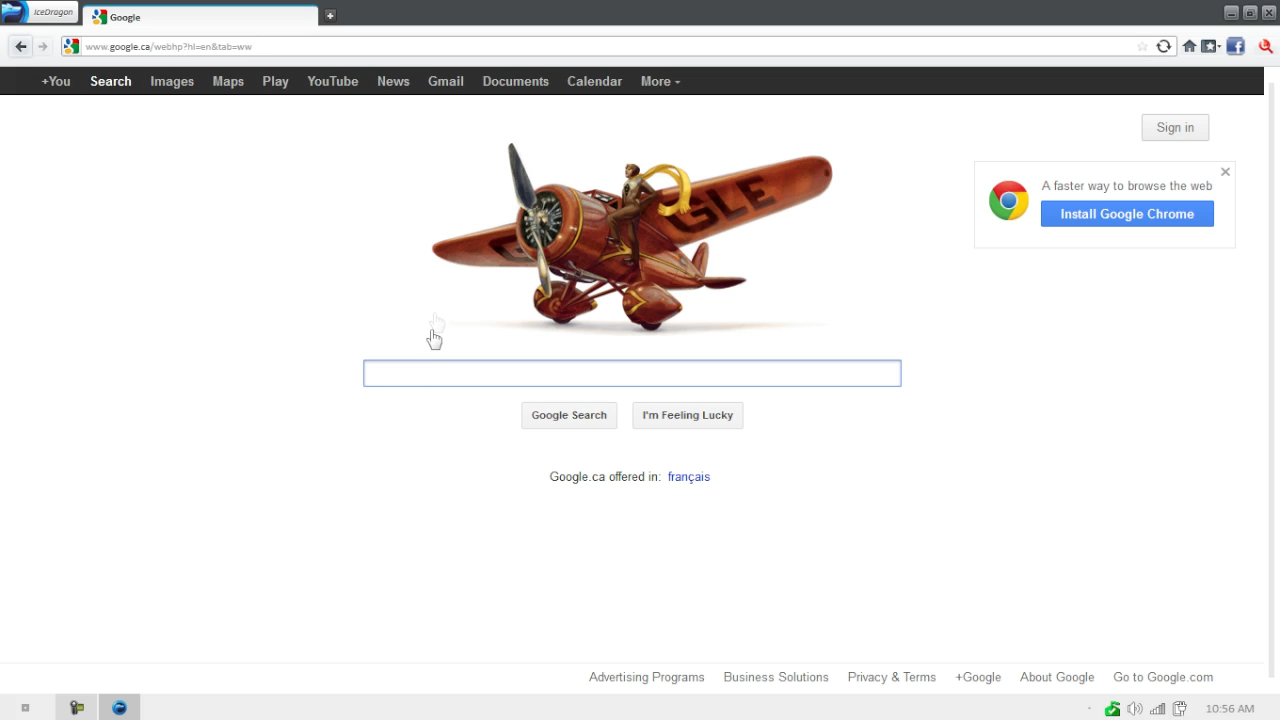 IceDragon
Google
www.google.ca/webhp?hl=en&tab=ww
+You Search Images Maps Play YouTube News Gmail Documents Calendar More
Sign in
A faster way to browse the web
Install Google Chrome
Google Search I'm Feeling Lucky
Google.ca offered in: français
Advertising Programs Business Solutions Privacy & Terms +Google About Google Go to Google.com
10:56 AM